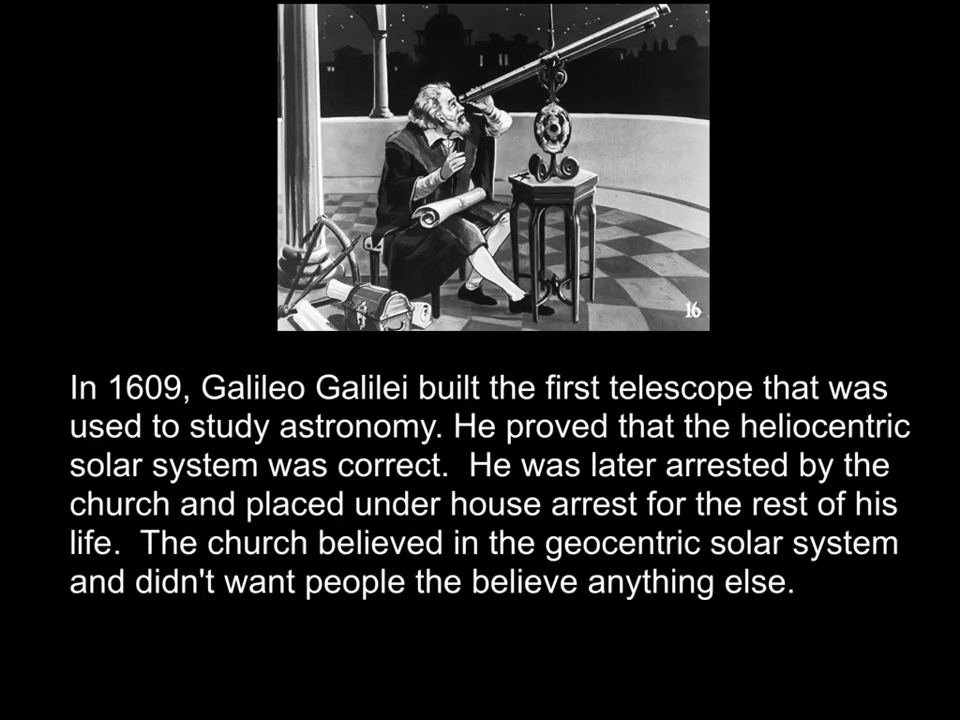 16
In 1609, Galileo Galilei built the first telescope that was
used to study astronomy. He proved that the heliocentric
solar system was correct.  He was later arrested by the
church and placed under house arrest for the rest of his
life.  The church believed in the geocentric solar system
and didn't want people the believe anything else.